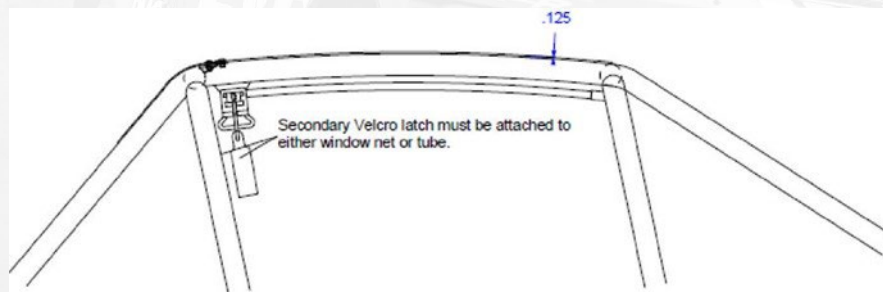 .125
Secondary Velcro latch must be attached to
either window net or tube.